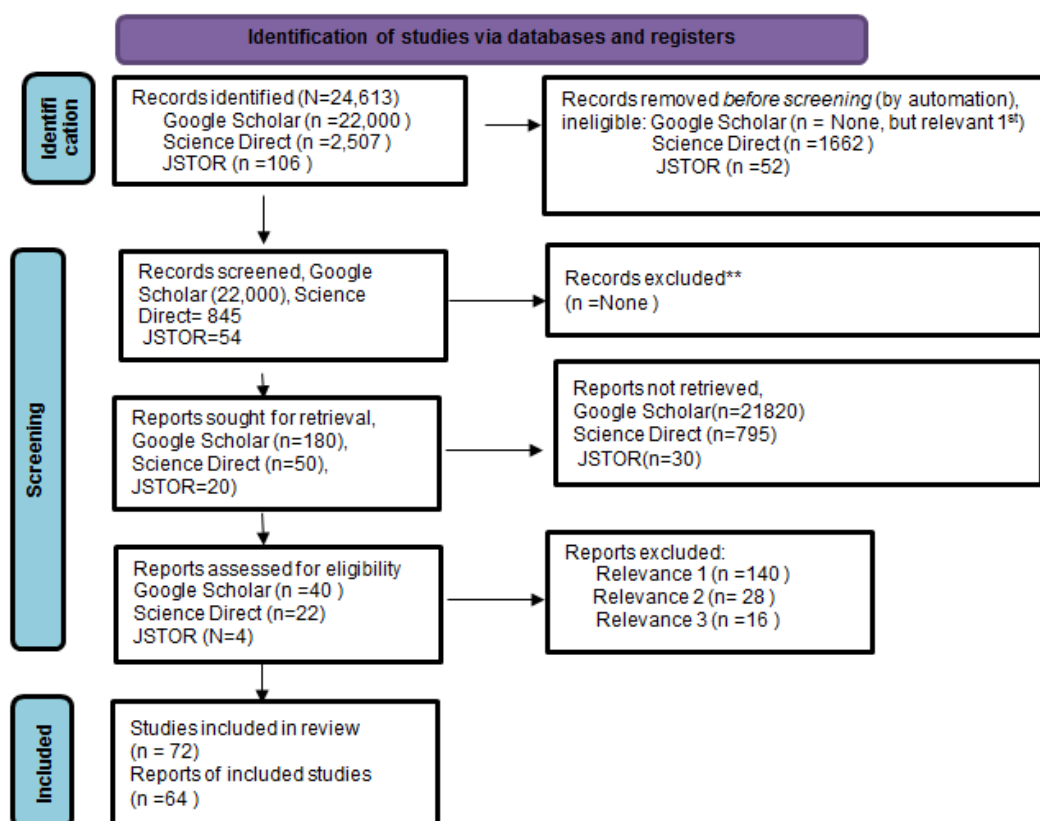 Identification of studies via databases and registers
Identifi
cation
Records identified (N=24,613)
Google Scholar (n =22,000 )
Science Direct (n =2,507)
JSTOR (n =106 )
Records removed before screening (by automation),
ineligible: Google Scholar (n = None, but relevant 1st)
Science Direct (n =1662 )
JSTOR (n =52)
Screening
Records screened, Google
Scholar (22,000), Science
Direct= 845
JSTOR=54
Records excluded**
(n =None )
Reports sought for retrieval,
Google Scholar (n=180),
Science Direct (n=50),
JSTOR=20)
Reports not retrieved,
Google Scholar(n=21820)
Science Direct (n=795)
JSTOR(n=30)
Reports assessed for eligibility
Google Scholar (n =40 )
Science Direct (n=22)
JSTOR (N=4)
Reports excluded:
Relevance 1 (n =140 )
Relevance 2 (n= 28 )
Relevance 3 (n =16 )
Included
Studies included in review
(n = 72)
Reports of included studies
(n =64 )